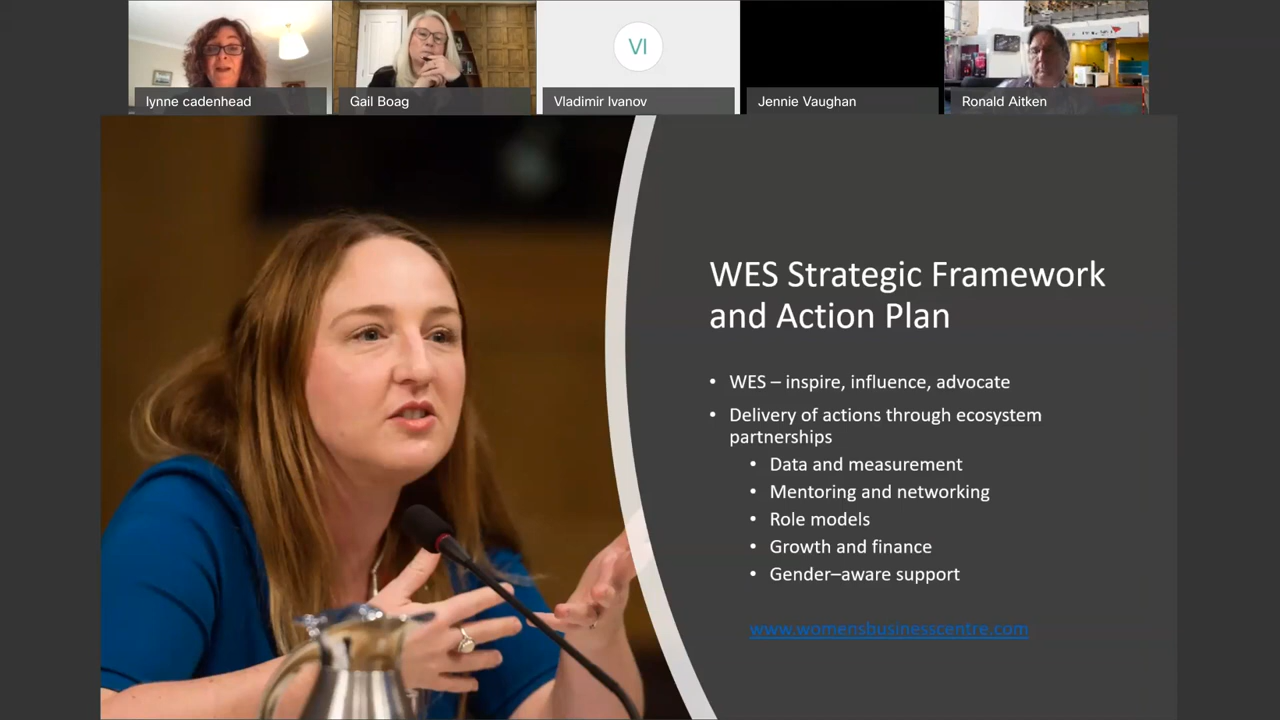 lynne cadenhead
Gail Boag
VI
Vladimir Ivanov
Jennie Vaughan
Ronald Aitken
WES Strategic Framework
and Action Plan
• WES – inspire, influence, advocate
• Delivery of actions through ecosystem
partnerships
• Data and measurement
• Mentoring and networking
• Role models
• Growth and finance
• Gender–aware support
www.womensbusinesscentre.com